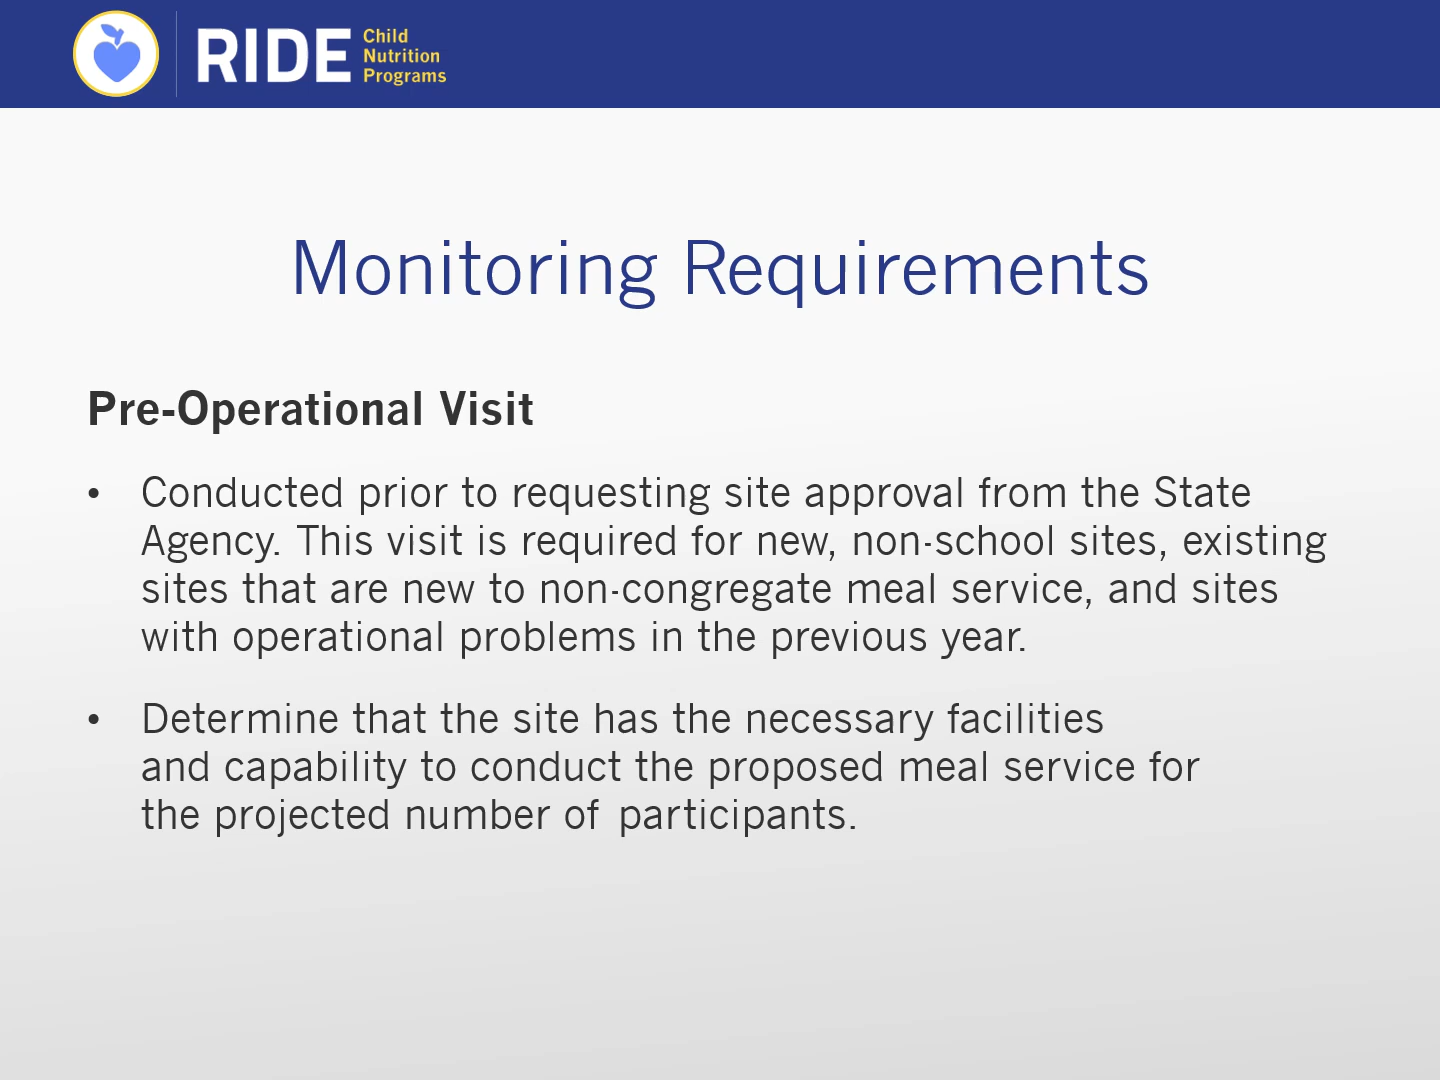 RIDE
Child
Nutrition
Programs
Monitoring Requirements
Pre-Operational Visit
• Conducted prior to requesting site approval from the State
Agency. This visit is required for new, non-school sites, existing
sites that are new to non-congregate meal service, and sites
with operational problems in the previous year.
• Determine that the site has the necessary facilities
and capability to conduct the proposed meal service for
the projected number of participants.